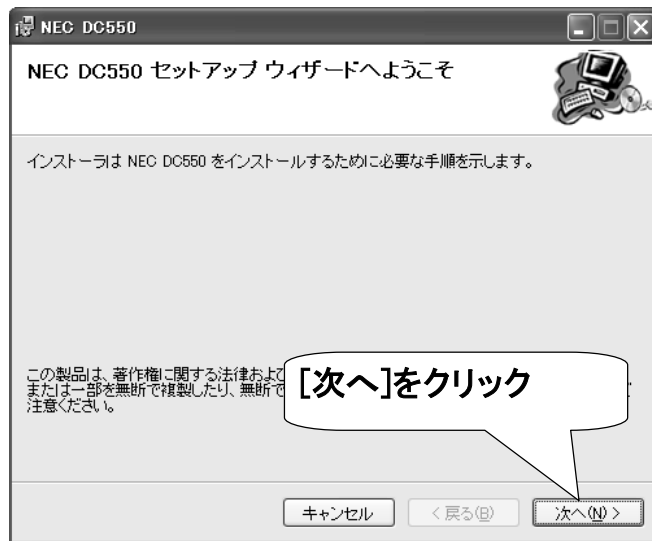 NEC DC550
NEC DC550 セットアップ ウィザードへようこそ
インストーラは NEC DC550 をインストールするために必要な手順を示します。
この製品は、著作権に関する法律およ
または一部を無断で複製したり、無断で
注意ください。
[次へ]をクリック
キャンセル
< 戻る(B)
次へ(N) >